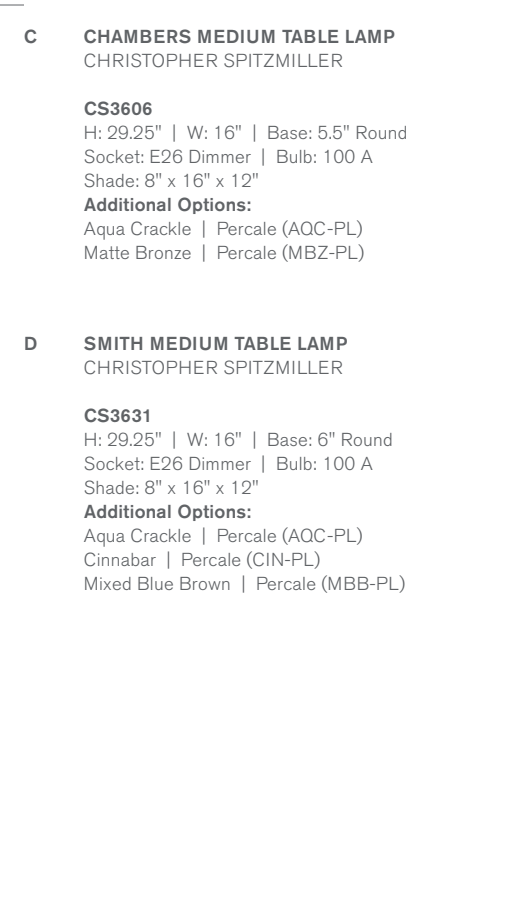 C CHAMBERS MEDIUM TABLE LAMP
CHRISTOPHER SPITZMILLER
CS3606
H: 29.25" | W: 16" | Base: 5.5" Round
Socket: E26 Dimmer | Bulb: 100 A
Shade: 8" x 16" x 12"
Additional Options:
Aqua Crackle | Percale (AQC-PL)
Matte Bronze | Percale (MBZ-PL)
D SMITH MEDIUM TABLE LAMP
CHRISTOPHER SPITZMILLER
CS3631
H: 29.25" | W: 16" | Base: 6" Round
Socket: E26 Dimmer | Bulb: 100 A
Shade: 8" x 16" x 12"
Additional Options:
Aqua Crackle | Percale (AQC-PL)
Cinnabar | Percale (CIN-PL)
Mixed Blue Brown | Percale (MBB-PL)